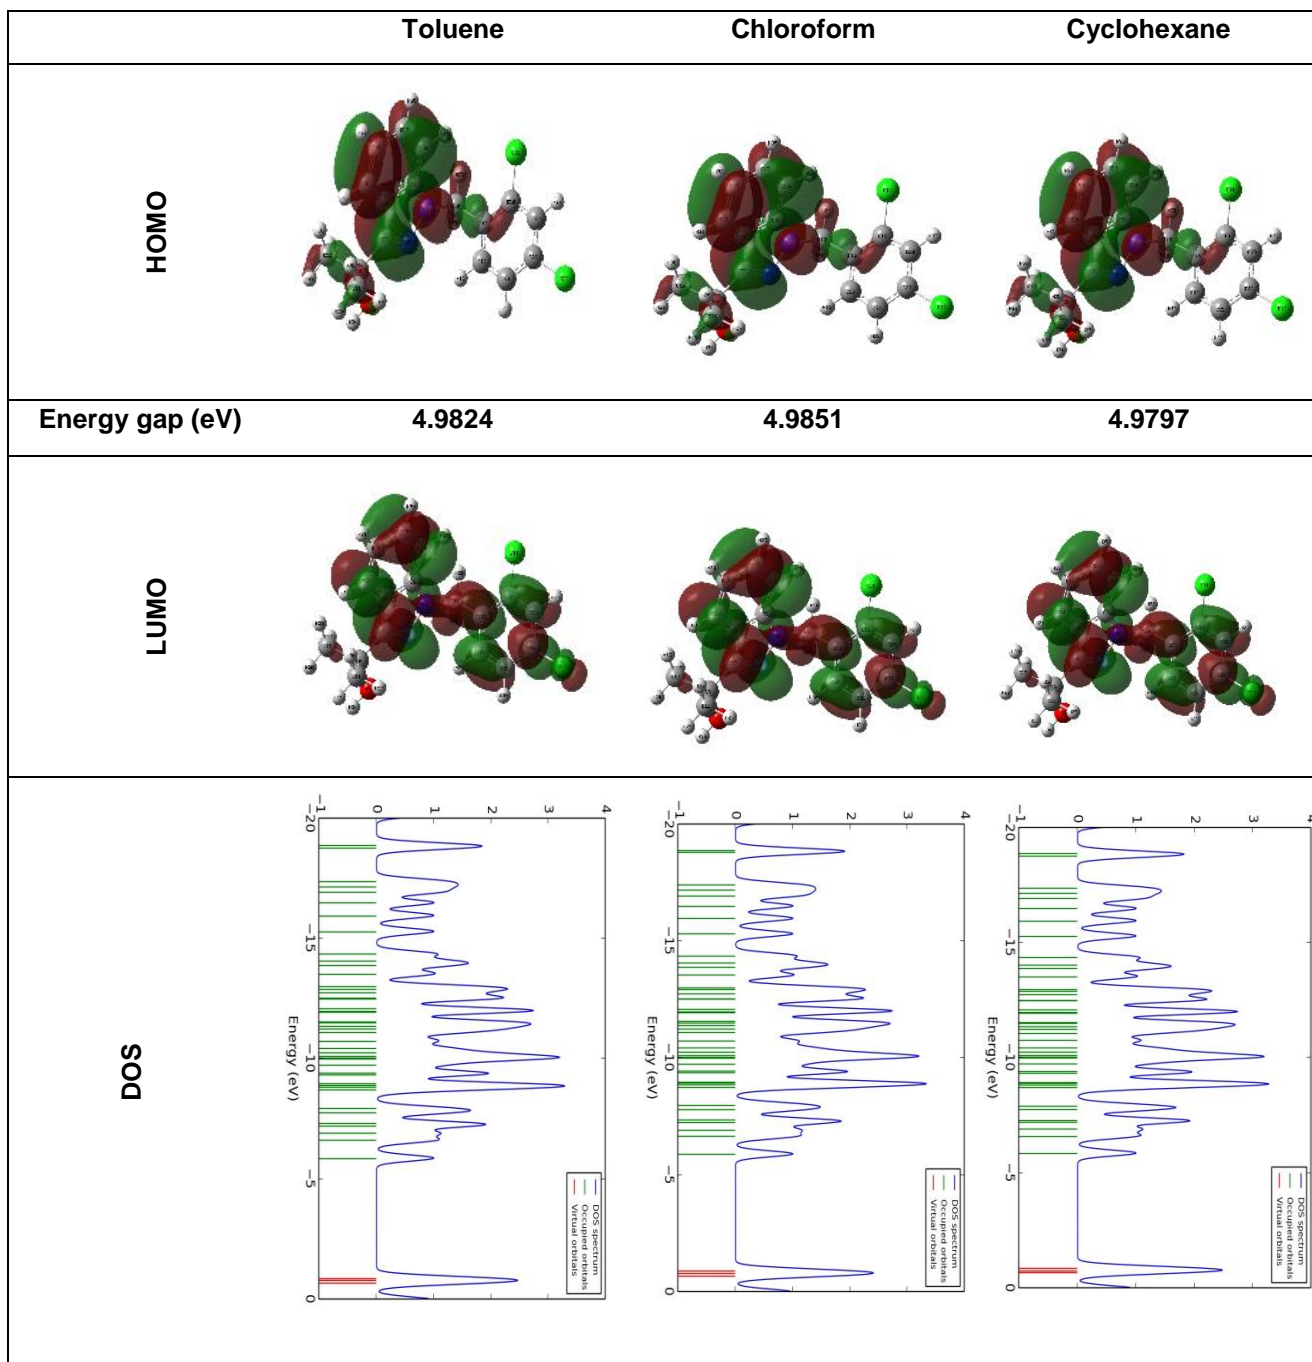 Toluene Chloroform Cyclohexane
HOMO
Energy gap (eV) 4.9824 4.9851 4.9797
LUMO
DOS
−1 0 1 2 3 4
−20 −15 −10 −5 0
Energy (eV)
DOS spectrum
Occupied orbitals
Virtual orbitals
−1 0 1 2 3 4
−20 −15 −10 −5 0
Energy (eV)
DOS spectrum
Occupied orbitals
Virtual orbitals
−1 0 1 2 3 4
−20 −15 −10 −5 0
Energy (eV)
DOS spectrum
Occupied orbitals
Virtual orbitals